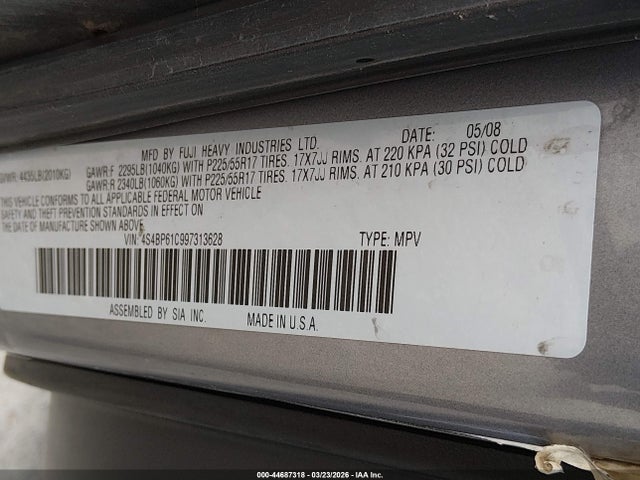 MFD BY FUJI HEAVY INDUSTRIES LTD. DATE: 05/08
GVWR: 4435LB(2010KG) GAWR:F 2295LB(1040KG) WITH P225/55R17 TIRES. 17X7JJ RIMS. AT 220 KPA (32 PSI) COLD
GAWR:R 2340LB(1060KG) WITH P225/55R17 TIRES. 17X7JJ RIMS. AT 210 KPA (30 PSI) COLD
THIS VEHICLE CONFORMS TO ALL APPLICABLE FEDERAL MOTOR VEHICLE
SAFETY AND THEFT PREVENTION STANDARDS IN EFFECT ON THE
DATE OF MANUFACTURE SHOWN ABOVE.
VIN: 4S4BP61C997313628 TYPE: MPV
ASSEMBLED BY SIA INC. MADE IN U.S.A.
000-44687318 | 03/23/2026 | IAA Inc.